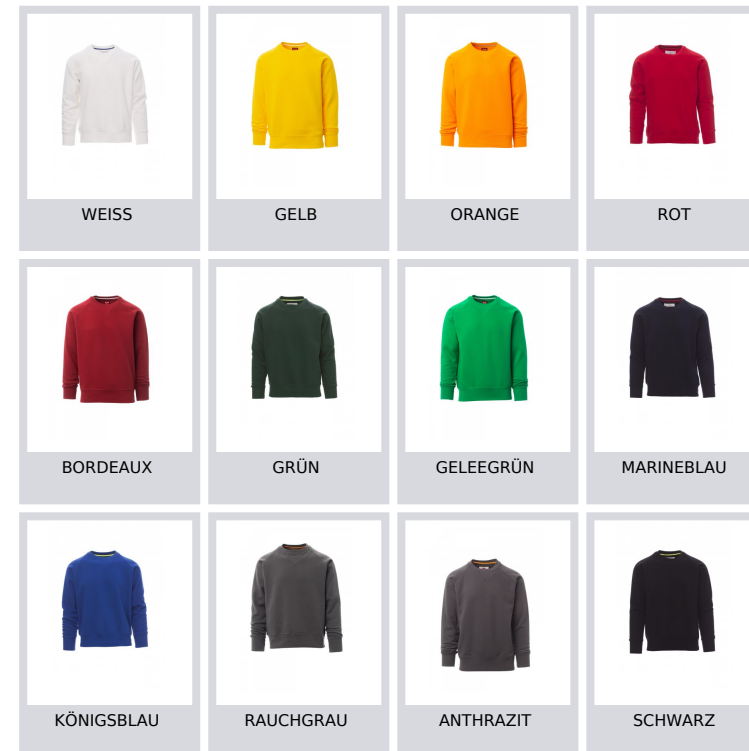 WEISS
GELB
ORANGE
ROT
BORDEAUX
GRÜN
GELEEGRÜN
MARINEBLAU
KÖNIGSBLAU
RAUCHGRAU
ANTHRAZIT
SCHWARZ